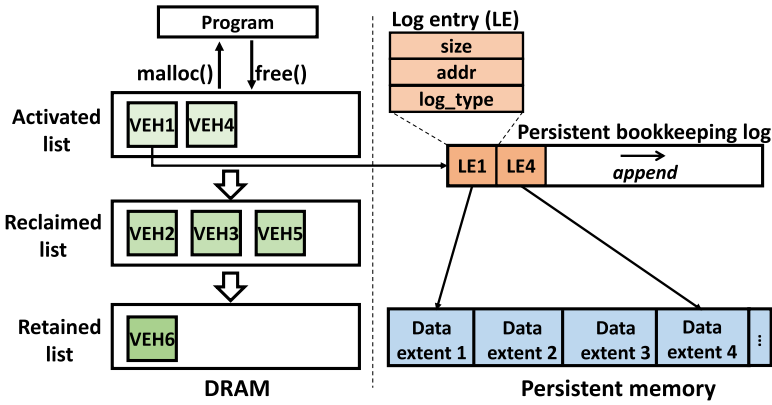 Program
malloc()
free()
Activated
list
VEH1
VEH4
Reclaimed
list
VEH2
VEH3
VEH5
Retained
list
VEH6
DRAM
Log entry (LE)
size
addr
log_type
Persistent bookkeeping log
LE1
LE4
append
Data
extent 1
Data
extent 2
Data
extent 3
Data
extent 4
...
Persistent memory